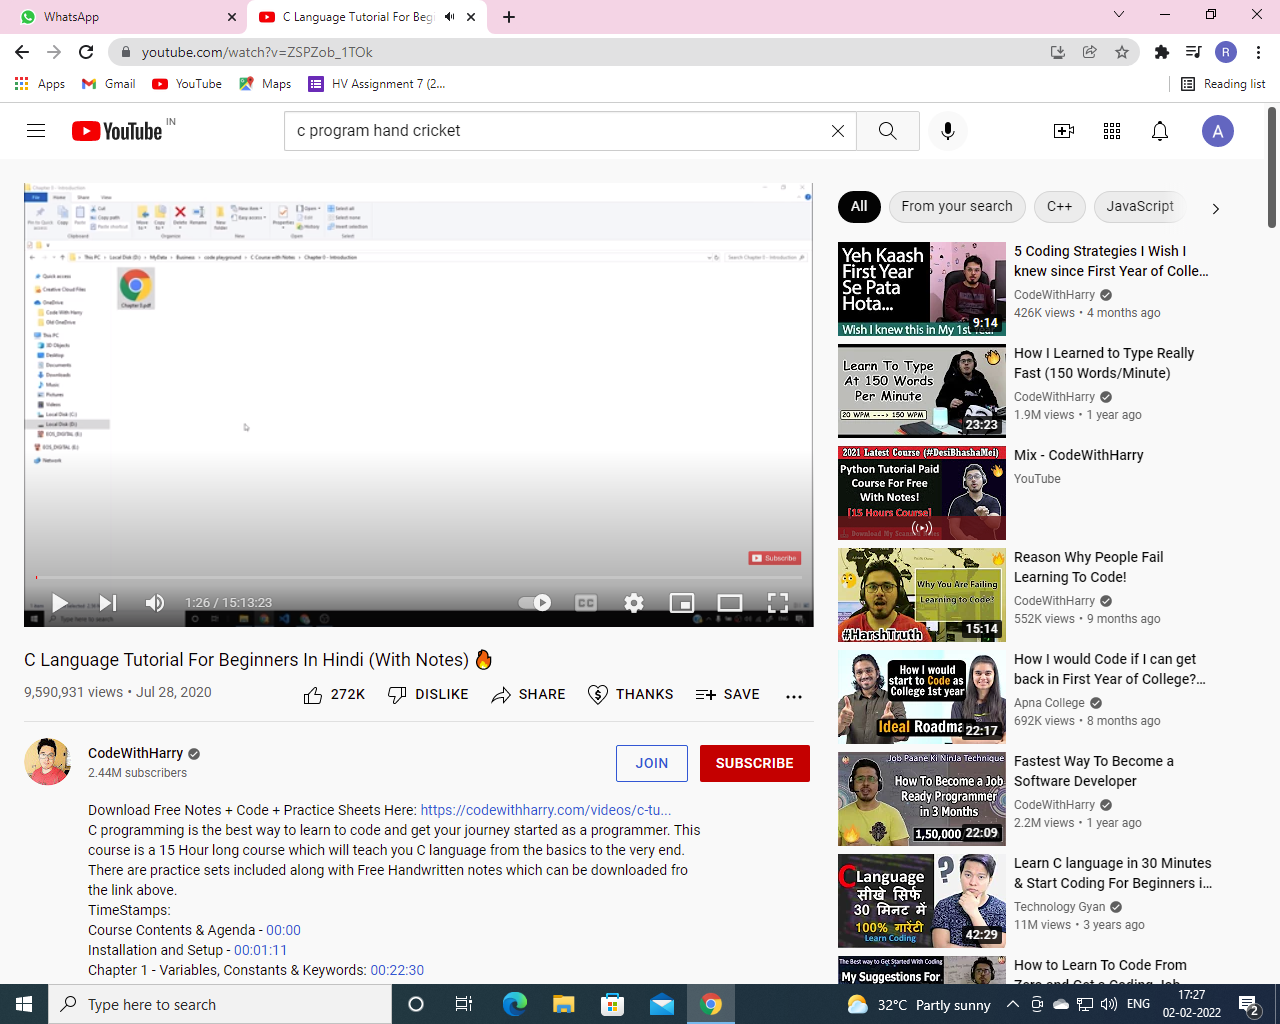 WhatsApp
C Language Tutorial For Beg
youtube.com/watch?v=ZSPZob_1TOk
R
Apps
Gmail
YouTube
Maps
HV Assignment 7 (2...
Reading list
YouTube IN
c program hand cricket
A
Subscribe
1:26 / 15:13:23
CC
C Language Tutorial For Beginners In Hindi (With Notes) 🔥
9,590,931 views • Jul 28, 2020
272K
DISLIKE
SHARE
THANKS
SAVE
CodeWithHarry
2.44M subscribers
JOIN
SUBSCRIBE
Download Free Notes + Code + Practice Sheets Here: https://codewithharry.com/videos/c-tu...
C programming is the best way to learn to code and get your journey started as a programmer. This
course is a 15 Hour long course which will teach you C language from the basics to the very end.
There are practice sets included along with Free Handwritten notes which can be downloaded fro
the link above.
TimeStamps:
Course Contents & Agenda - 00:00
Installation and Setup - 00:01:11
Chapter 1 - Variables, Constants & Keywords: 00:22:30
All
From your search
C++
JavaScript
Yeh Kaash
First Year
Se Pata
Hota...
Wish I knew this in My 1st Year
9:14
5 Coding Strategies I Wish I
knew since First Year of Colle...
CodeWithHarry
426K views • 4 months ago
Learn To Type
At 150 Words
Per Minute
20 WPM ---> 150 WPM
23:23
How I Learned to Type Really
Fast (150 Words/Minute)
CodeWithHarry
1.9M views • 1 year ago
2021 Latest Course (#DesiBhashaMei)
Python Tutorial Paid
Course For Free
With Notes!
[15 Hours Course]
Mix - CodeWithHarry
YouTube
Why You Are Failing
Learning to Code?
#HarshTruth
15:14
Reason Why People Fail
Learning To Code!
CodeWithHarry
552K views • 9 months ago
How I would
start to Code as
College 1st year
Ideal Roadma
22:17
How I would Code if I can get
back in First Year of College?...
Apna College
692K views • 8 months ago
Job Paane Ki NinJa Technique
How To Become a Job
Ready Programmer
in 3 Months
1,50,000
22:09
Fastest Way To Become a
Software Developer
CodeWithHarry
2.2M views • 1 year ago
C Language
सीखे सिर्फ
30 मिनट में
100% गारेंटी
Learn Coding
?
42:29
Learn C language in 30 Minutes
& Start Coding For Beginners i...
Technology Gyan
11M views • 3 years ago
The Best way to Get Started With Coding
My Suggestions For
How to Learn To Code From
Type here to search
32°C Partly sunny
ENG
17:27
02-02-2022
2